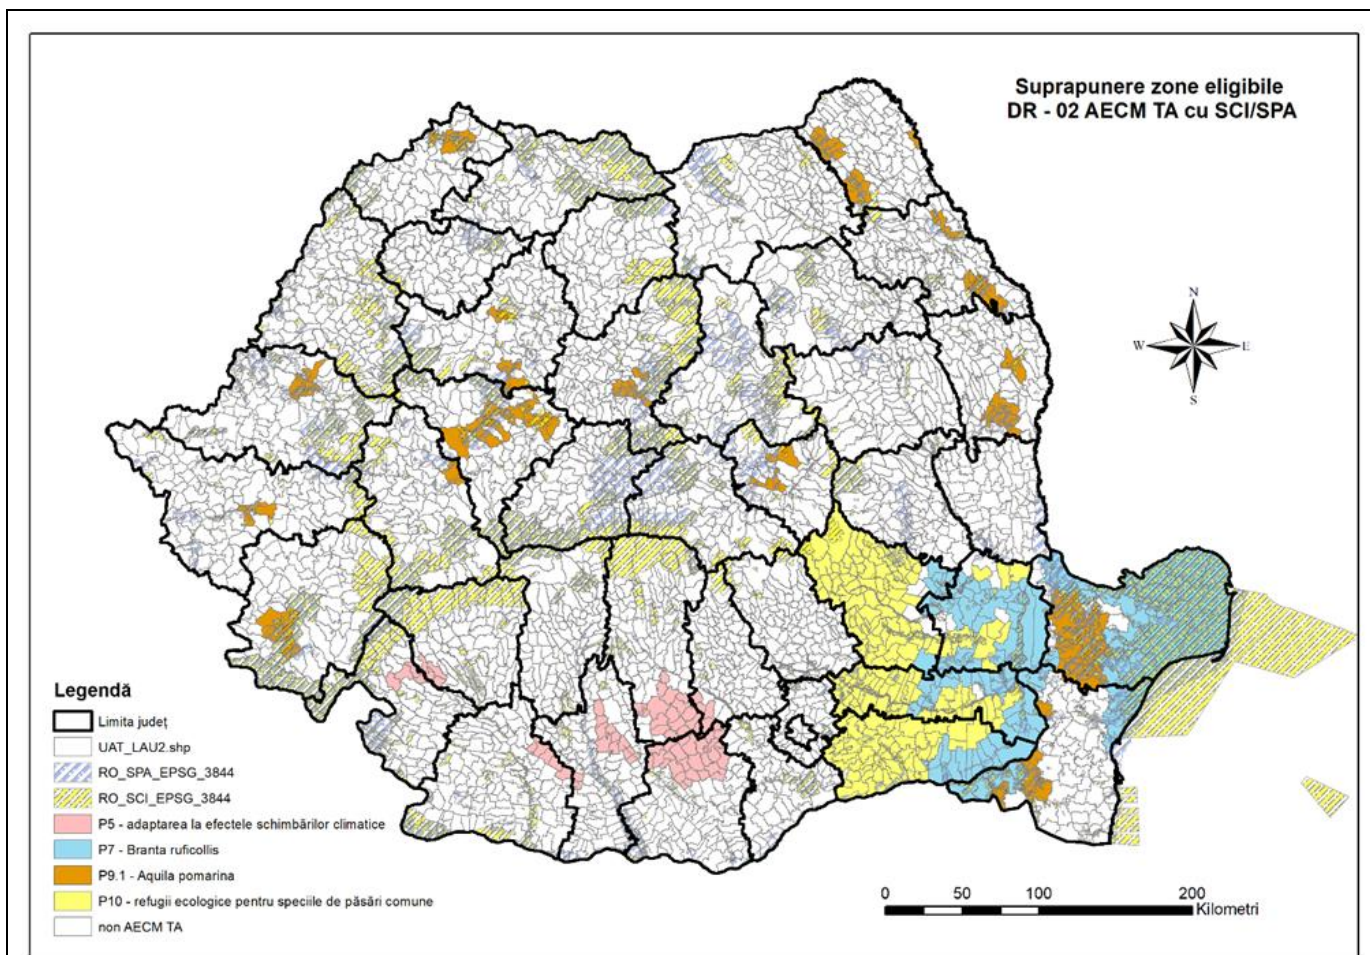 Suprapunere zone eligibile
DR - 02 AECM TA cu SCI/SPA
N
W
E
S
Legendă
Limita județ
UAT_LAU2.shp
RO_SPA_EPSG_3844
RO_SCI_EPSG_3844
P5 - adaptarea la efectele schimbărilor climatice
P7 - Branta ruficollis
P9.1 - Aquila pomarina
P10 - refugii ecologice pentru speciile de păsări comune
non AECM TA
0 50 100 200
Kilometri